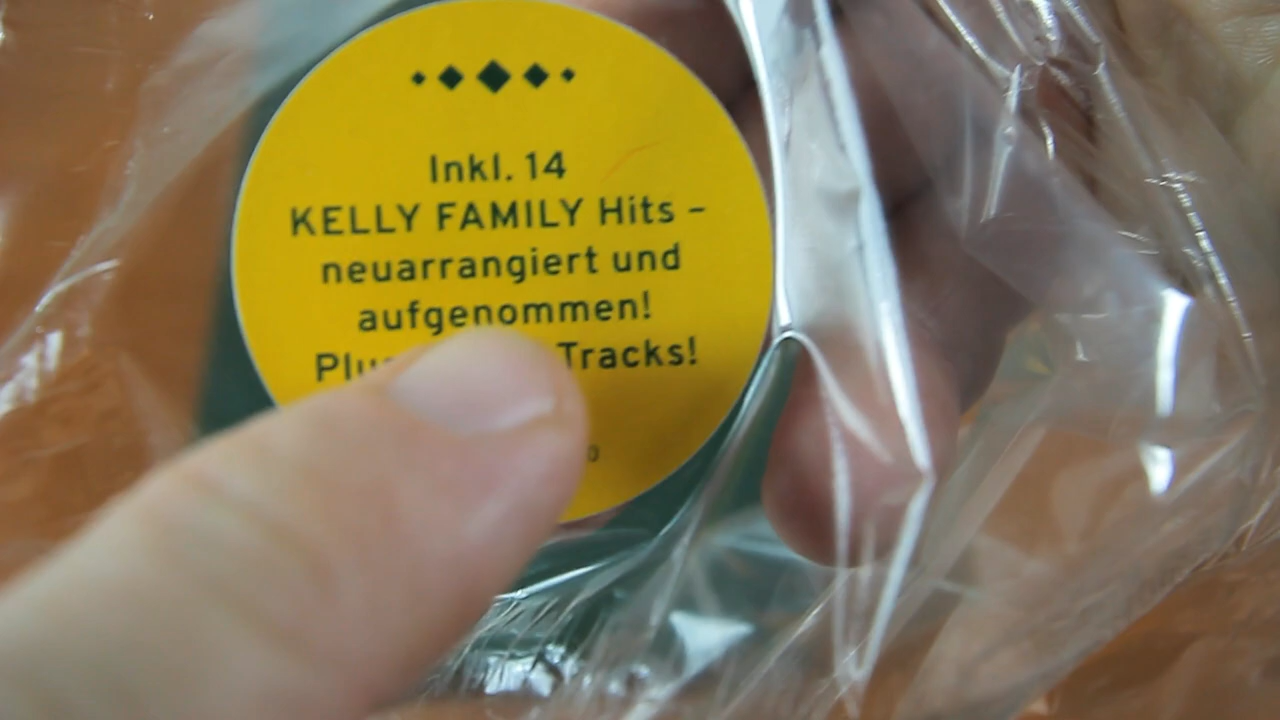 Inkl. 14
KELLY FAMILY Hits –
neuarrangiert und
aufgenommen!
Tracks!